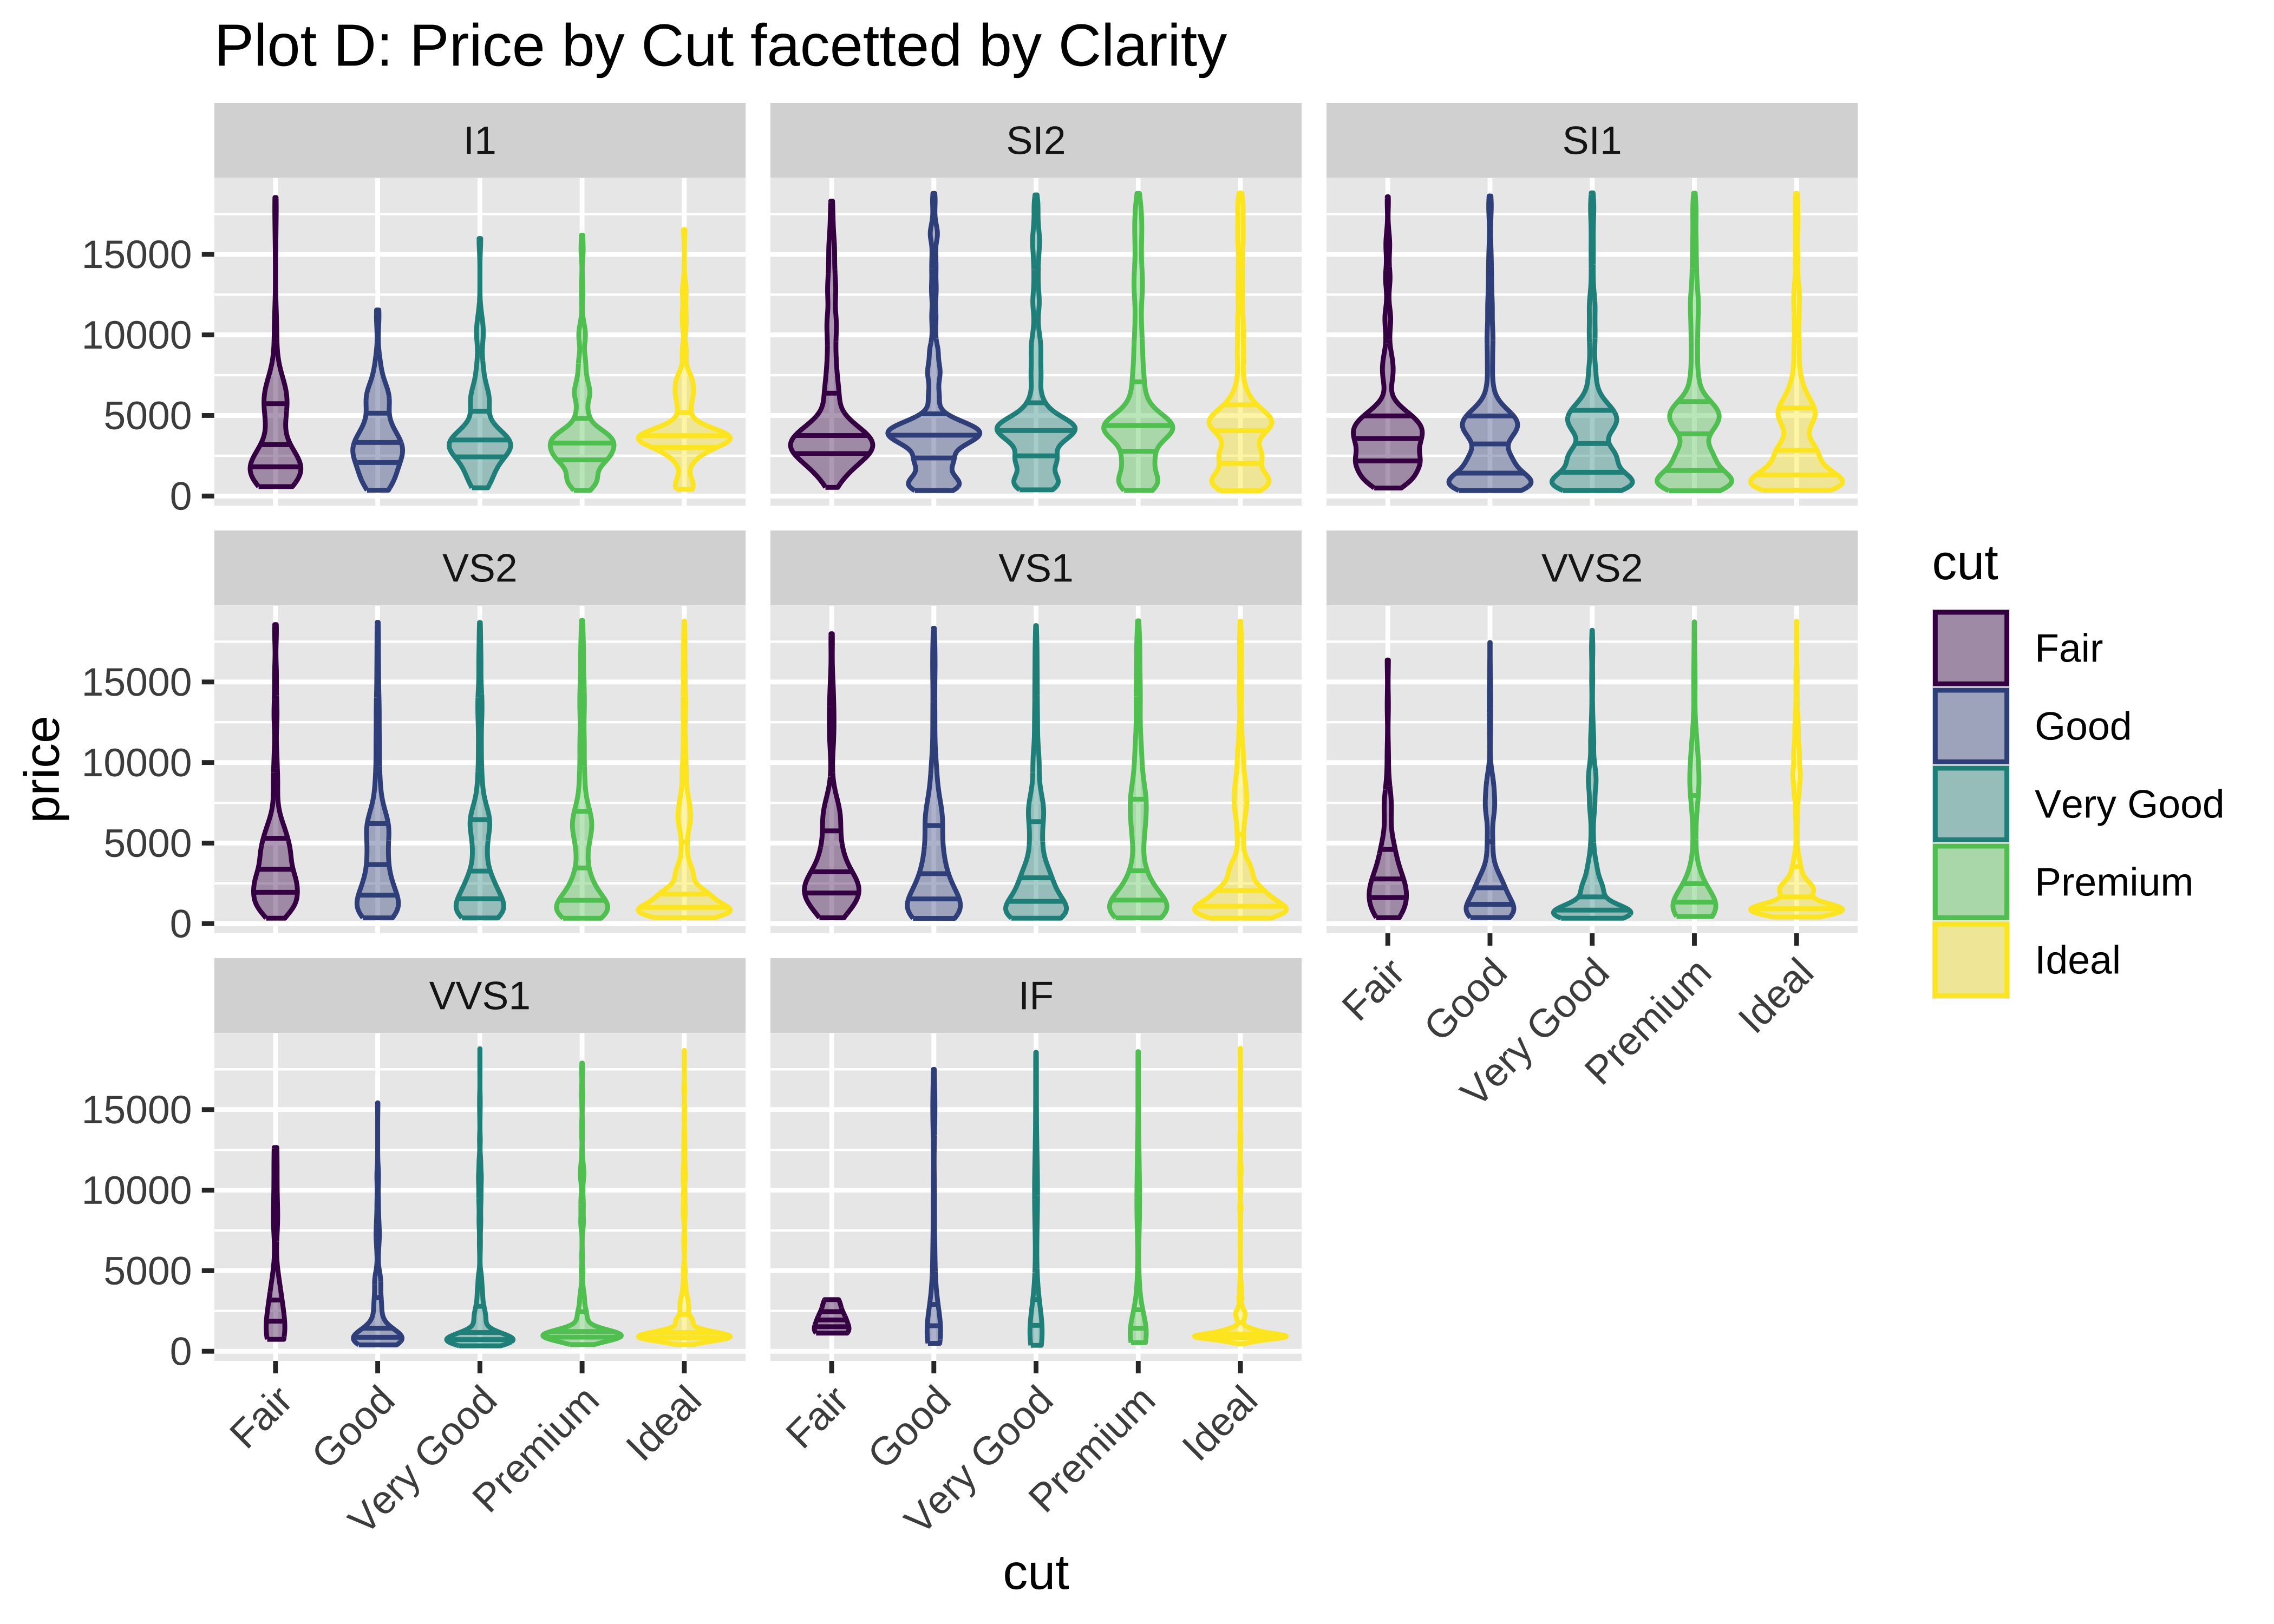 Plot D: Price by Cut facetted by Clarity
I1
SI2
SI1
15000
10000
5000
0
VS2
VS1
VVS2
15000
10000
5000
0
Fair
Good
Very Good
Premium
Ideal
VVS1
IF
15000
10000
5000
0
Fair
Good
Very Good
Premium
Ideal
Fair
Good
Very Good
Premium
Ideal
price
cut
cut
Fair
Good
Very Good
Premium
Ideal